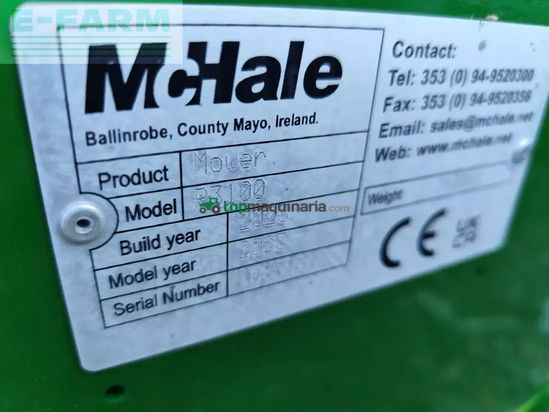 E-FARM
McHale
Ballinrobe, County Mayo, Ireland.
Product Mower
Model R3100
Build year
Model year
Serial Number
Contact:
Tel: 353 (0) 94-9520300
Fax: 353 (0) 94-9520356
Email: sales@mchale.net
Web: www.mchale.net
Weight
CE UK CA
topmaquinaria.com